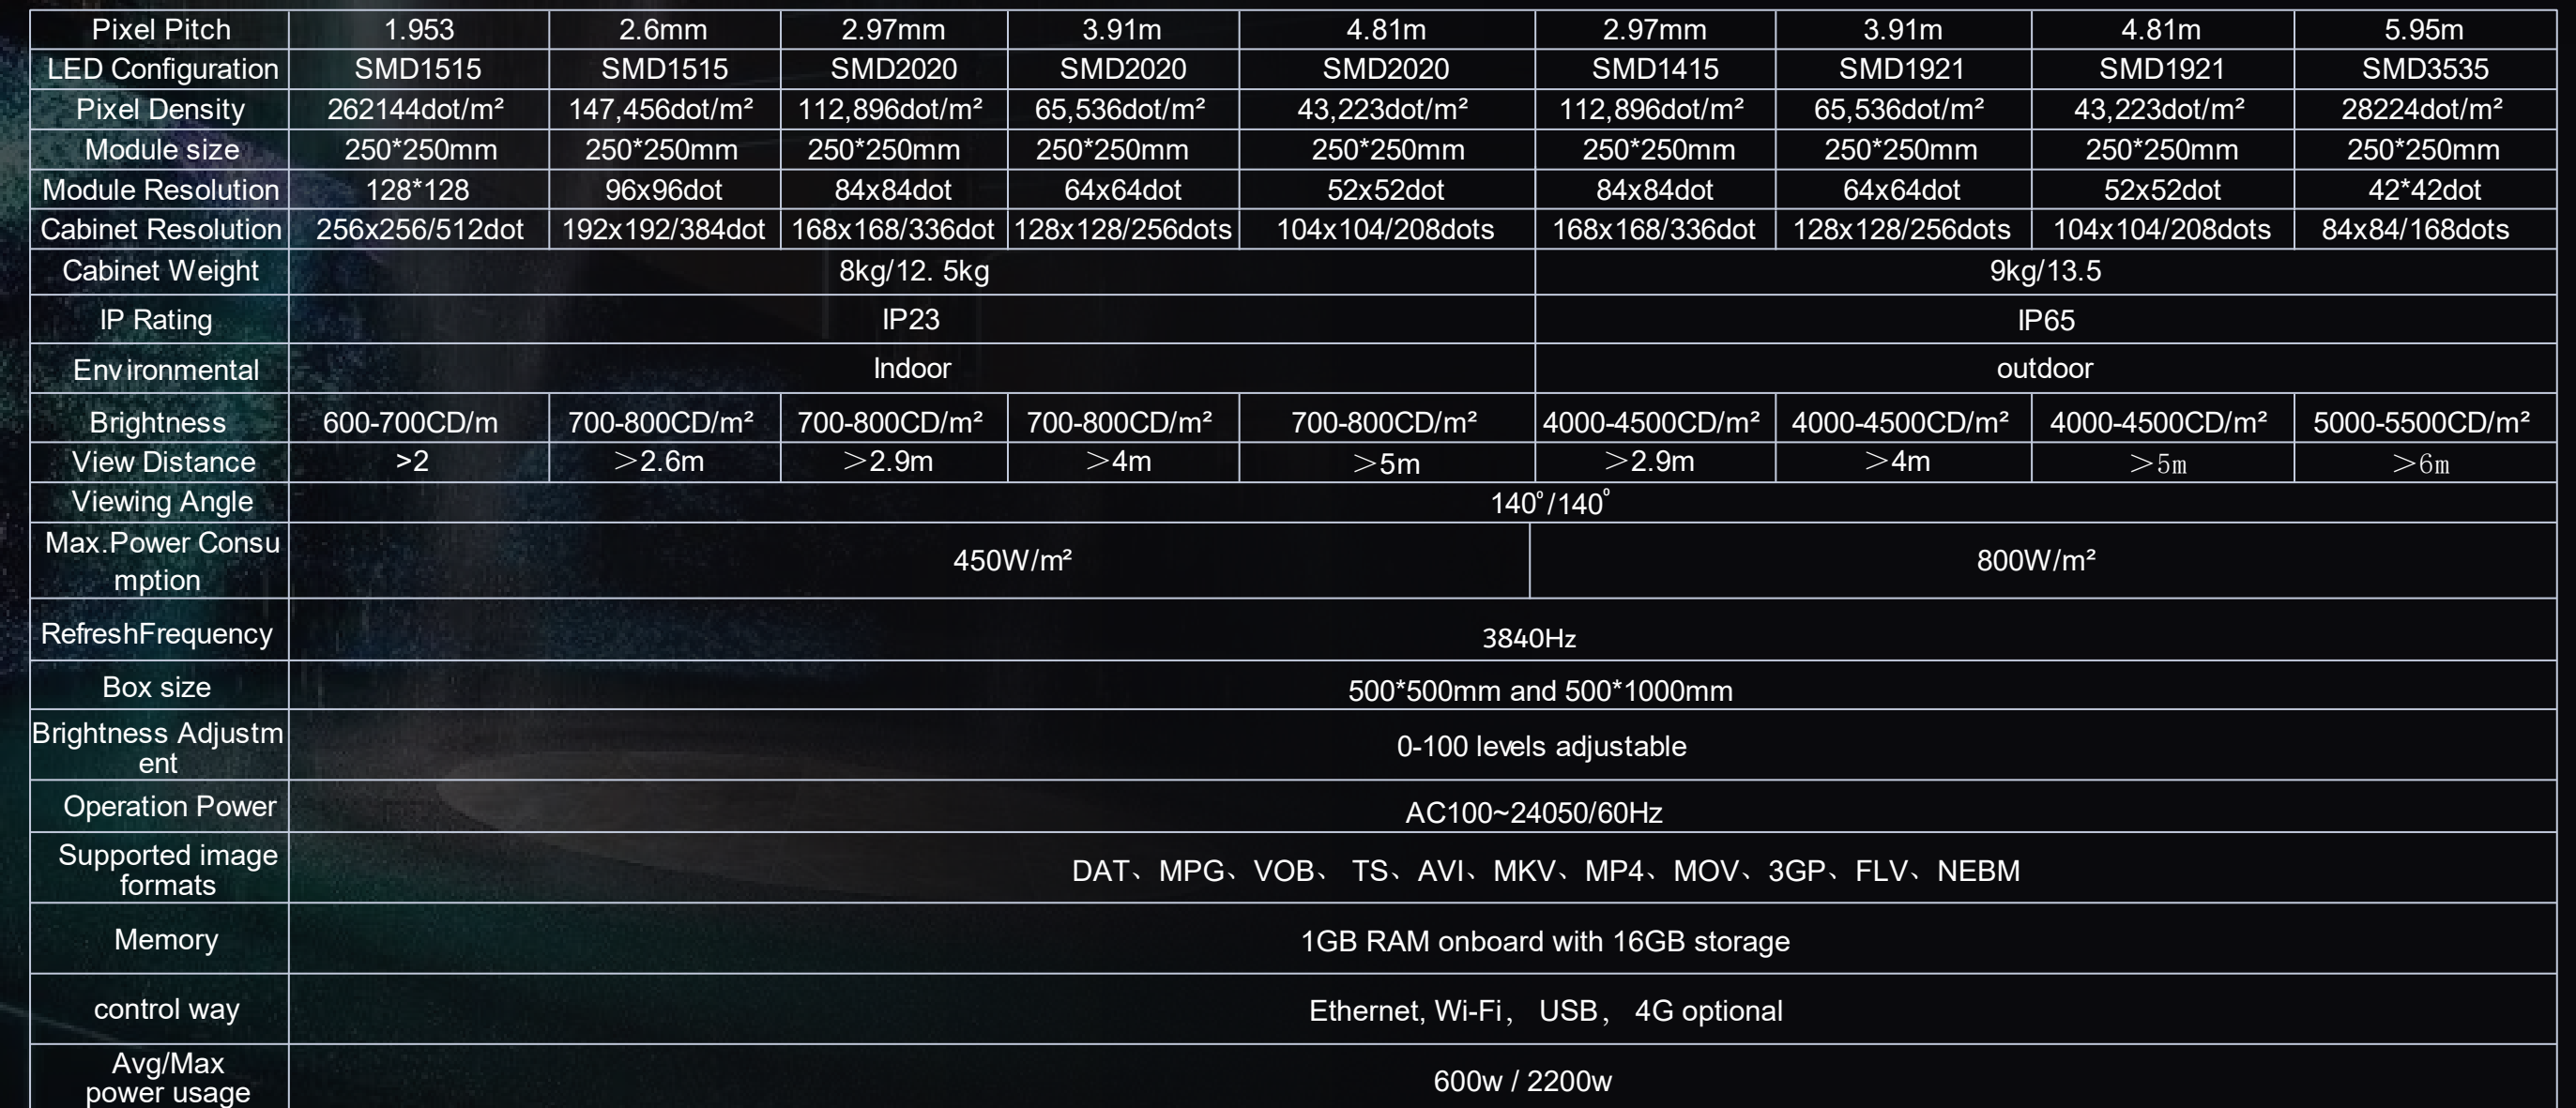 Pixel Pitch 1.953 2.6mm 2.97mm 3.91m 4.81m 2.97mm 3.91m 4.81m 5.95m
LED Configuration SMD1515 SMD1515 SMD2020 SMD2020 SMD2020 SMD1415 SMD1921 SMD1921 SMD3535
Pixel Density 262144dot/m² 147,456dot/m² 112,896dot/m² 65,536dot/m² 43,223dot/m² 112,896dot/m² 65,536dot/m² 43,223dot/m² 28224dot/m²
Module size 250*250mm 250*250mm 250*250mm 250*250mm 250*250mm 250*250mm 250*250mm 250*250mm 250*250mm
Module Resolution 128*128 96x96dot 84x84dot 64x64dot 52x52dot 84x84dot 64x64dot 52x52dot 42*42dot
Cabinet Resolution 256x256/512dot 192x192/384dot 168x168/336dot 128x128/256dots 104x104/208dots 168x168/336dot 128x128/256dots 104x104/208dots 84x84/168dots
Cabinet Weight 8kg/12. 5kg 9kg/13.5
IP Rating IP23 IP65
Environmental Indoor outdoor
Brightness 600-700CD/m 700-800CD/m² 700-800CD/m² 700-800CD/m² 700-800CD/m² 4000-4500CD/m² 4000-4500CD/m² 4000-4500CD/m² 5000-5500CD/m²
View Distance >2 ＞2.6m ＞2.9m ＞4m ＞5m ＞2.9m ＞4m ＞5m ＞6m
Viewing Angle 140°/140°
Max.Power Consu
mption 450W/m² 800W/m²
RefreshFrequency 3840Hz
Box size 500*500mm and 500*1000mm
Brightness Adjustm
ent 0-100 levels adjustable
Operation Power AC100~24050/60Hz
Supported image
formats DAT、MPG、VOB、 TS、AVI、MKV、MP4、MOV、3GP、FLV、NEBM
Memory 1GB RAM onboard with 16GB storage
control way Ethernet, Wi-Fi， USB， 4G optional
Avg/Max
power usage 600w / 2200w